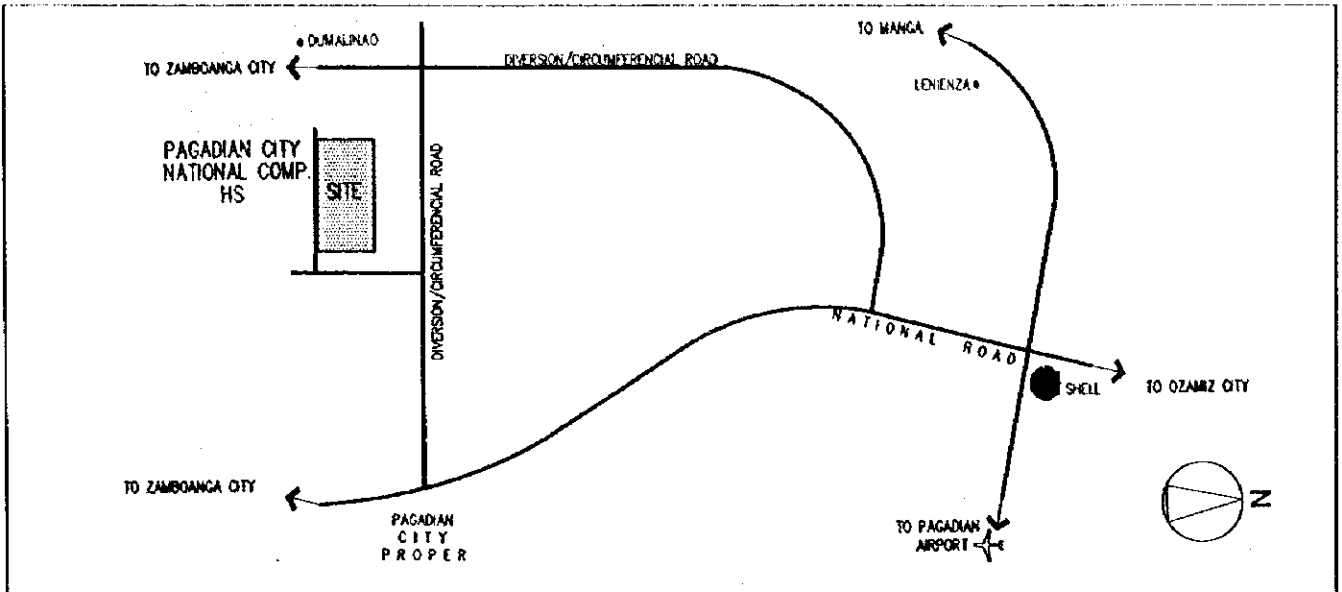 DUMALINAO
TO ZAMBOANGA CITY
DIVERSION/CIRCUMFERENCIAL ROAD
TO MANGA
LENIENZA
PAGADIAN CITY
NATIONAL COMP.
HS
SITE
DIVERSION/CIRCUMFERENCIAL ROAD
NATIONAL ROAD
SHELL
TO OZAMIZ CITY
TO ZAMBOANGA CITY
PAGADIAN
CITY
PROPER
TO PAGADIAN
AIRPORT
N